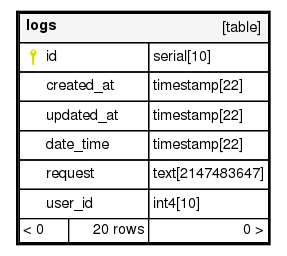 logs [table]
id serial[10]
created_at timestamp[22]
updated_at timestamp[22]
date_time timestamp[22]
request text[2147483647]
user_id int4[10]
< 0 20 rows 0 >